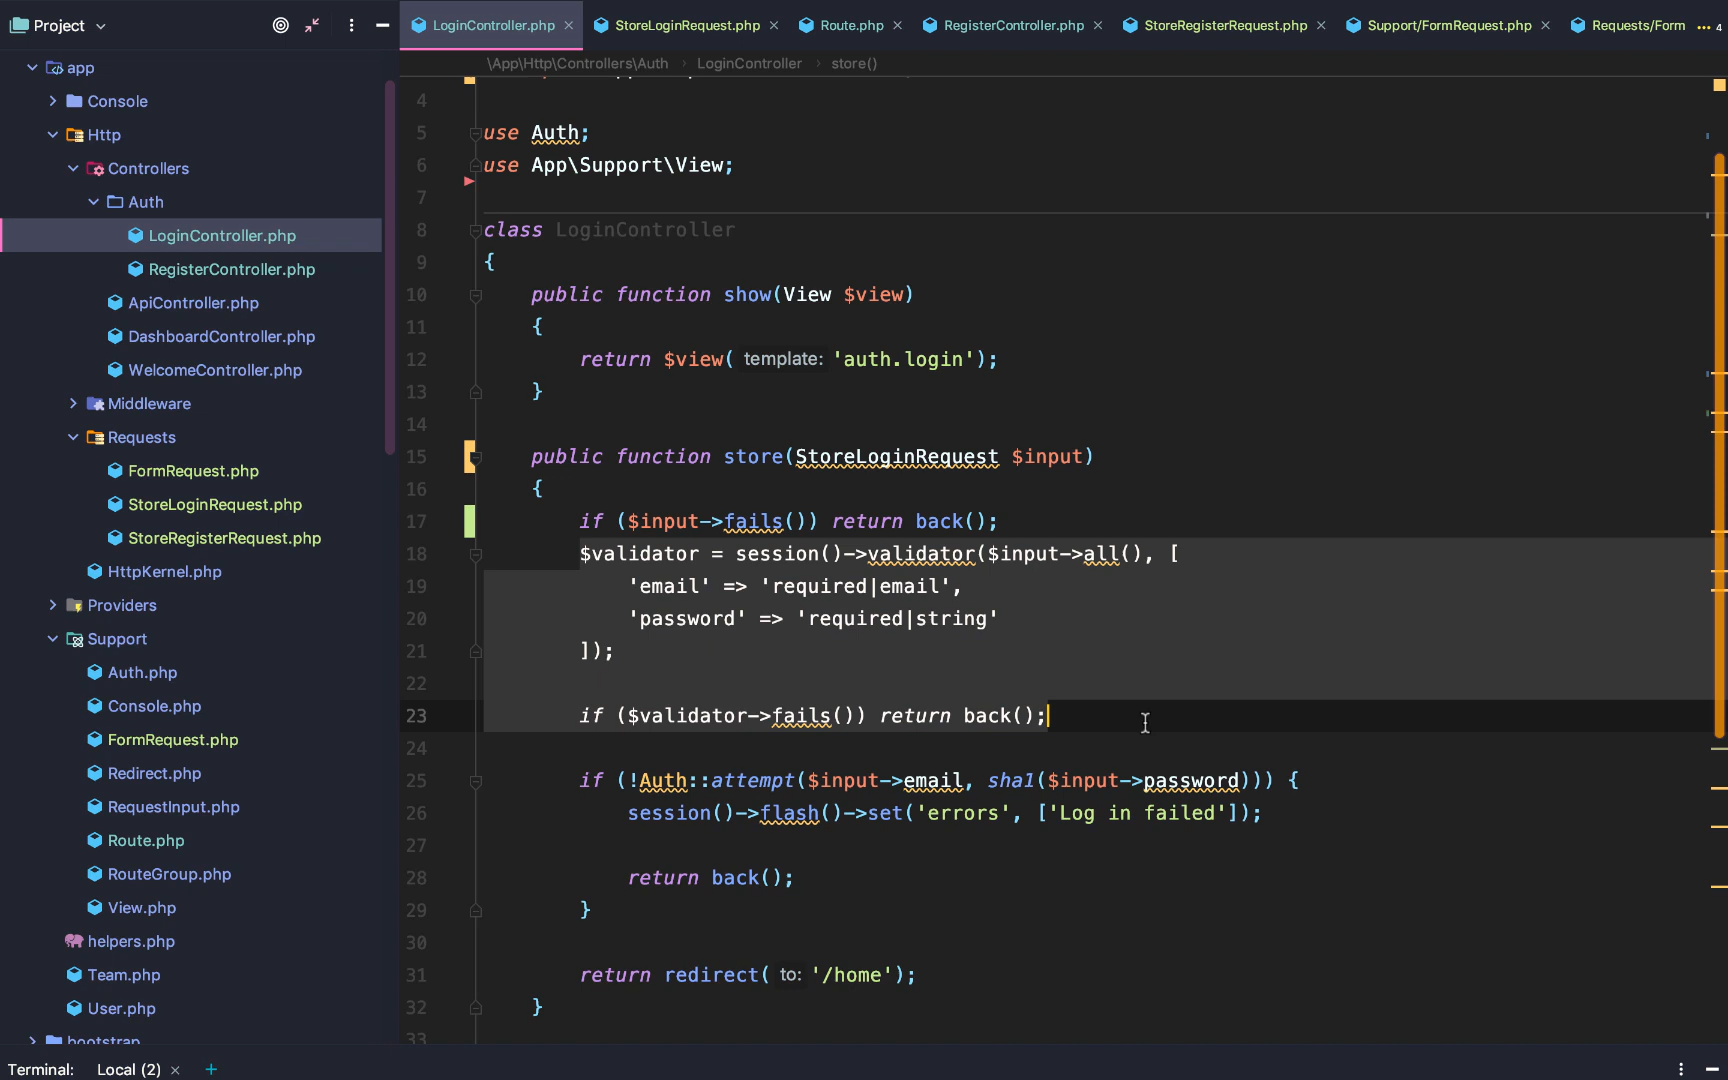 Project
LoginController.php
StoreLoginRequest.php
Route.php
RegisterController.php
StoreRegisterRequest.php
Support/FormRequest.php
Requests/Form
4
\App\Http\Controllers\Auth
LoginController
store()
app
Console
Http
Controllers
Auth
LoginController.php
RegisterController.php
ApiController.php
DashboardController.php
WelcomeController.php
Middleware
Requests
FormRequest.php
StoreLoginRequest.php
StoreRegisterRequest.php
HttpKernel.php
Providers
Support
Auth.php
Console.php
FormRequest.php
Redirect.php
RequestInput.php
Route.php
RouteGroup.php
View.php
helpers.php
Team.php
User.php
bootstrap
4
5 use Auth;
6 use App\Support\View;
7
8 class LoginController
9 {
10 public function show(View $view)
11 {
12 return $view( template: 'auth.login');
13 }
14
15 public function store(StoreLoginRequest $input)
16 {
17 if ($input->fails()) return back();
18 $validator = session()->validator($input->all(), [
19 'email' => 'required|email',
20 'password' => 'required|string'
21 ]);
22
23 if ($validator->fails()) return back();
24
25 if (!Auth::attempt($input->email, sha1($input->password))) {
26 session()->flash()->set('errors', ['Log in failed']);
27
28 return back();
29 }
30
31 return redirect( to: '/home');
32 }
33
Terminal: Local (2)